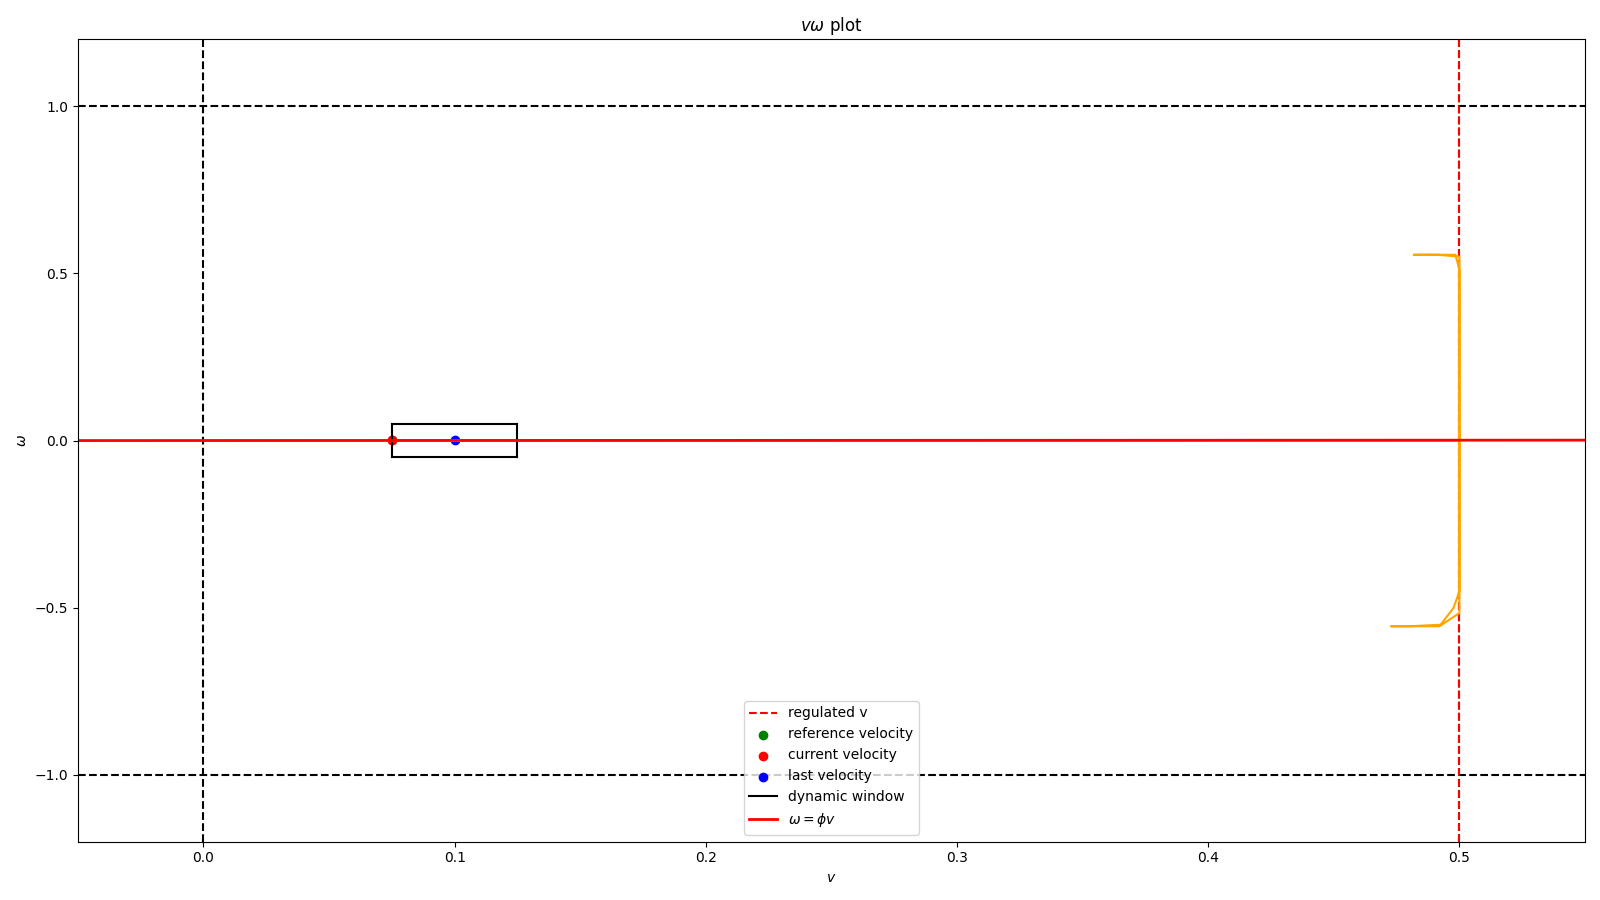 vω plot
1.0
0.5
0.0
−0.5
−1.0
ω
regulated v
reference velocity
current velocity
last velocity
dynamic window
ω = ϕv
0.0 0.1 0.2 0.3 0.4 0.5
v